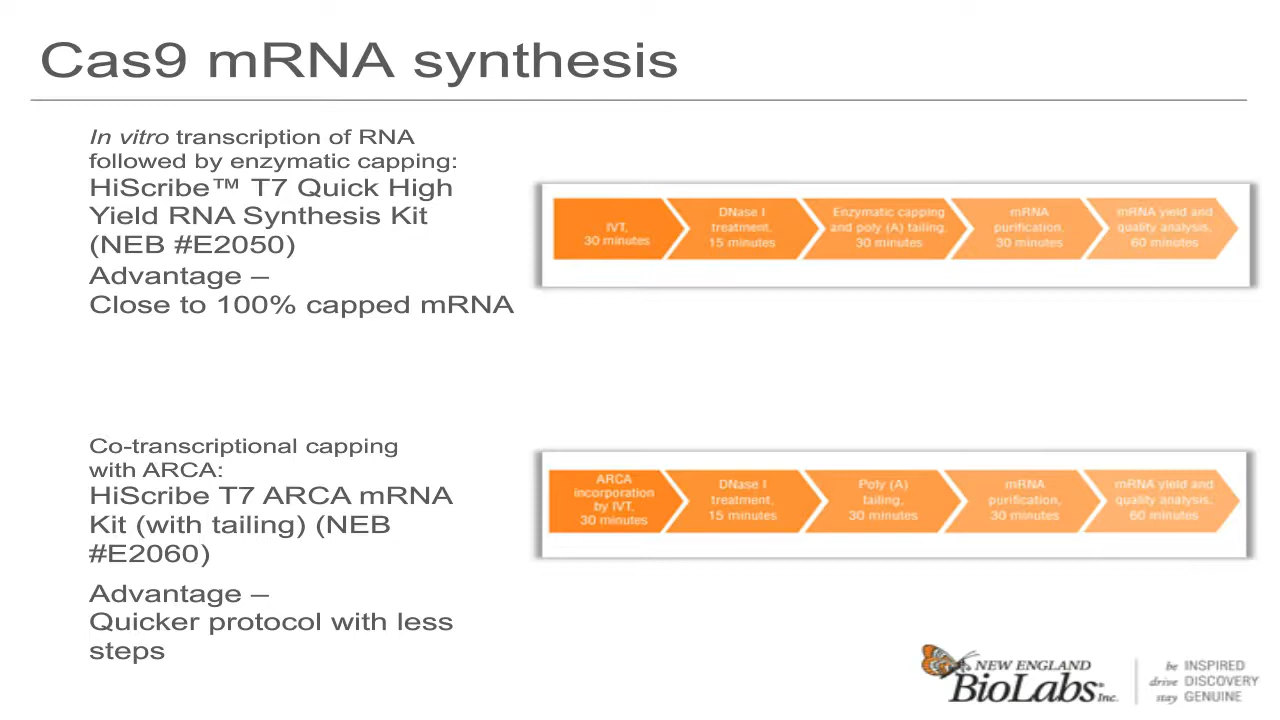 Cas9 mRNA synthesis
In vitro transcription of RNA
followed by enzymatic capping:
HiScribe™ T7 Quick High
Yield RNA Synthesis Kit
(NEB #E2050)
Advantage –
Close to 100% capped mRNA
IVT,
30 minutes
DNase I
treatment,
15 minutes
Enzymatic capping
and poly (A) tailing,
30 minutes
mRNA
purification,
30 minutes
mRNA yield and
quality analysis,
60 minutes
Co-transcriptional capping
with ARCA:
HiScribe T7 ARCA mRNA
Kit (with tailing) (NEB
#E2060)
Advantage –
Quicker protocol with less
steps
ARCA
incorporation
by IVT,
30 minutes
DNase I
treatment,
15 minutes
Poly (A)
tailing,
30 minutes
mRNA
purification,
30 minutes
mRNA yield and
quality analysis,
60 minutes
NEW ENGLAND
BioLabs® Inc.
be INSPIRED
drive DISCOVERY
stay GENUINE